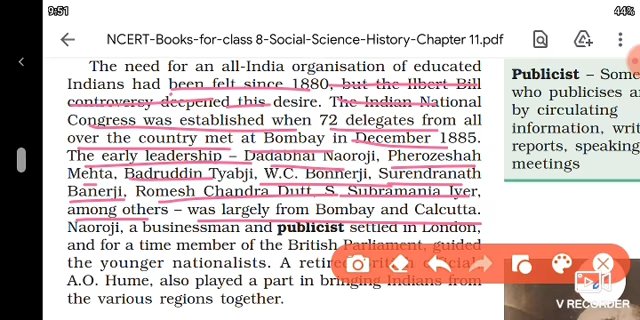 9:51
44%
NCERT-Books-for-class 8-Social-Science-History-Chapter 11.pdf
The need for an all-India organisation of educated
Indians had been felt since 1880, but the Ilbert Bill
controversy deepened this desire. The Indian National
Congress was established when 72 delegates from all
over the country met at Bombay in December 1885.
The early leadership – Dadabhai Naoroji, Pherozeshah
Mehta, Badruddin Tyabji, W.C. Bonnerji, Surendranath
Banerji, Romesh Chandra Dutt, S. Subramania Iyer,
among others – was largely from Bombay and Calcutta.
Naoroji, a businessman and publicist settled in London,
and for a time member of the British Parliament, guided
the younger nationalists. A retired British official,
A.O. Hume, also played a part in bringing Indians from
the various regions together.
Publicist – Some
who publicises a
by circulating
information, writ
reports, speaking
meetings
V RECORDER